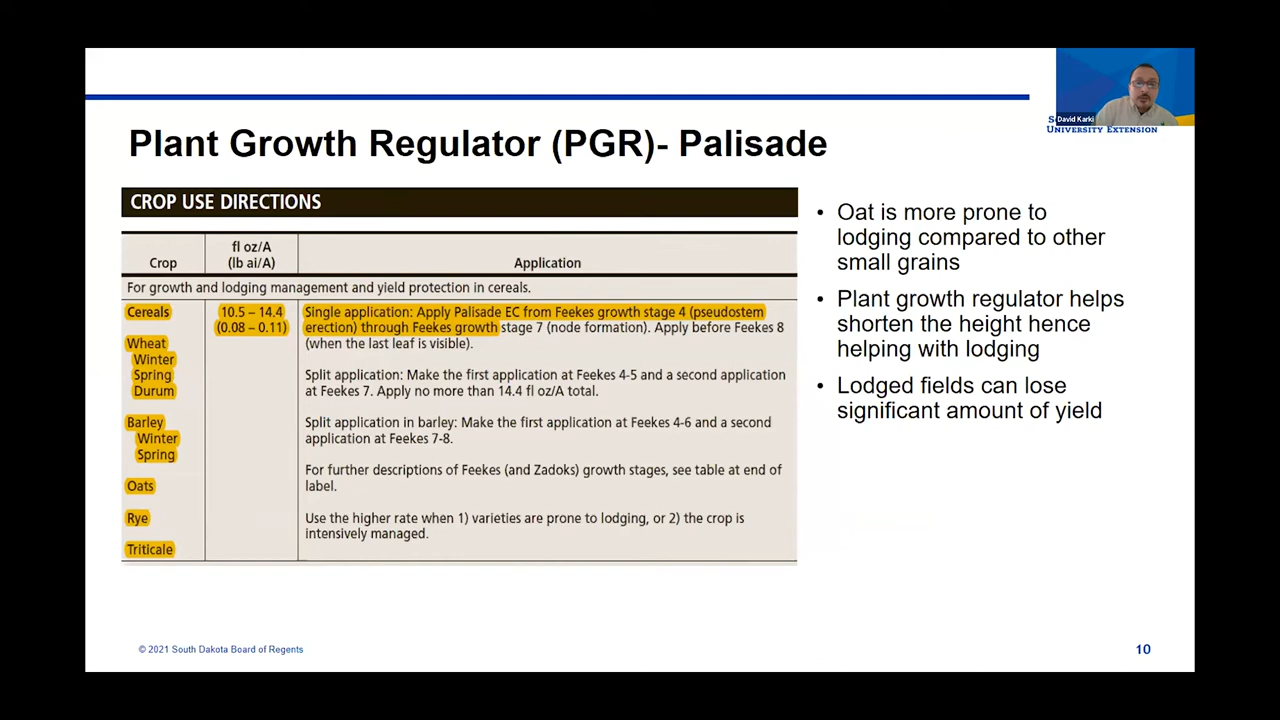 David Karki
UNIVERSITY EXTENSION
Plant Growth Regulator (PGR)- Palisade
CROP USE DIRECTIONS
Crop
fl oz/A
(lb ai/A)
Application
For growth and lodging management and yield protection in cereals.
Cereals
Wheat
Winter
Spring
Durum
Barley
Winter
Spring
Oats
Rye
Triticale
10.5 – 14.4
(0.08 – 0.11)
Single application: Apply Palisade EC from Feekes growth stage 4 (pseudostem
erection) through Feekes growth stage 7 (node formation). Apply before Feekes 8
(when the last leaf is visible).
Split application: Make the first application at Feekes 4-5 and a second application
at Feekes 7. Apply no more than 14.4 fl oz/A total.
Split application in barley: Make the first application at Feekes 4-6 and a second
application at Feekes 7-8.
For further descriptions of Feekes (and Zadoks) growth stages, see table at end of
label.
Use the higher rate when 1) varieties are prone to lodging, or 2) the crop is
intensively managed.
• Oat is more prone to
lodging compared to other
small grains
• Plant growth regulator helps
shorten the height hence
helping with lodging
• Lodged fields can lose
significant amount of yield
© 2021 South Dakota Board of Regents
10